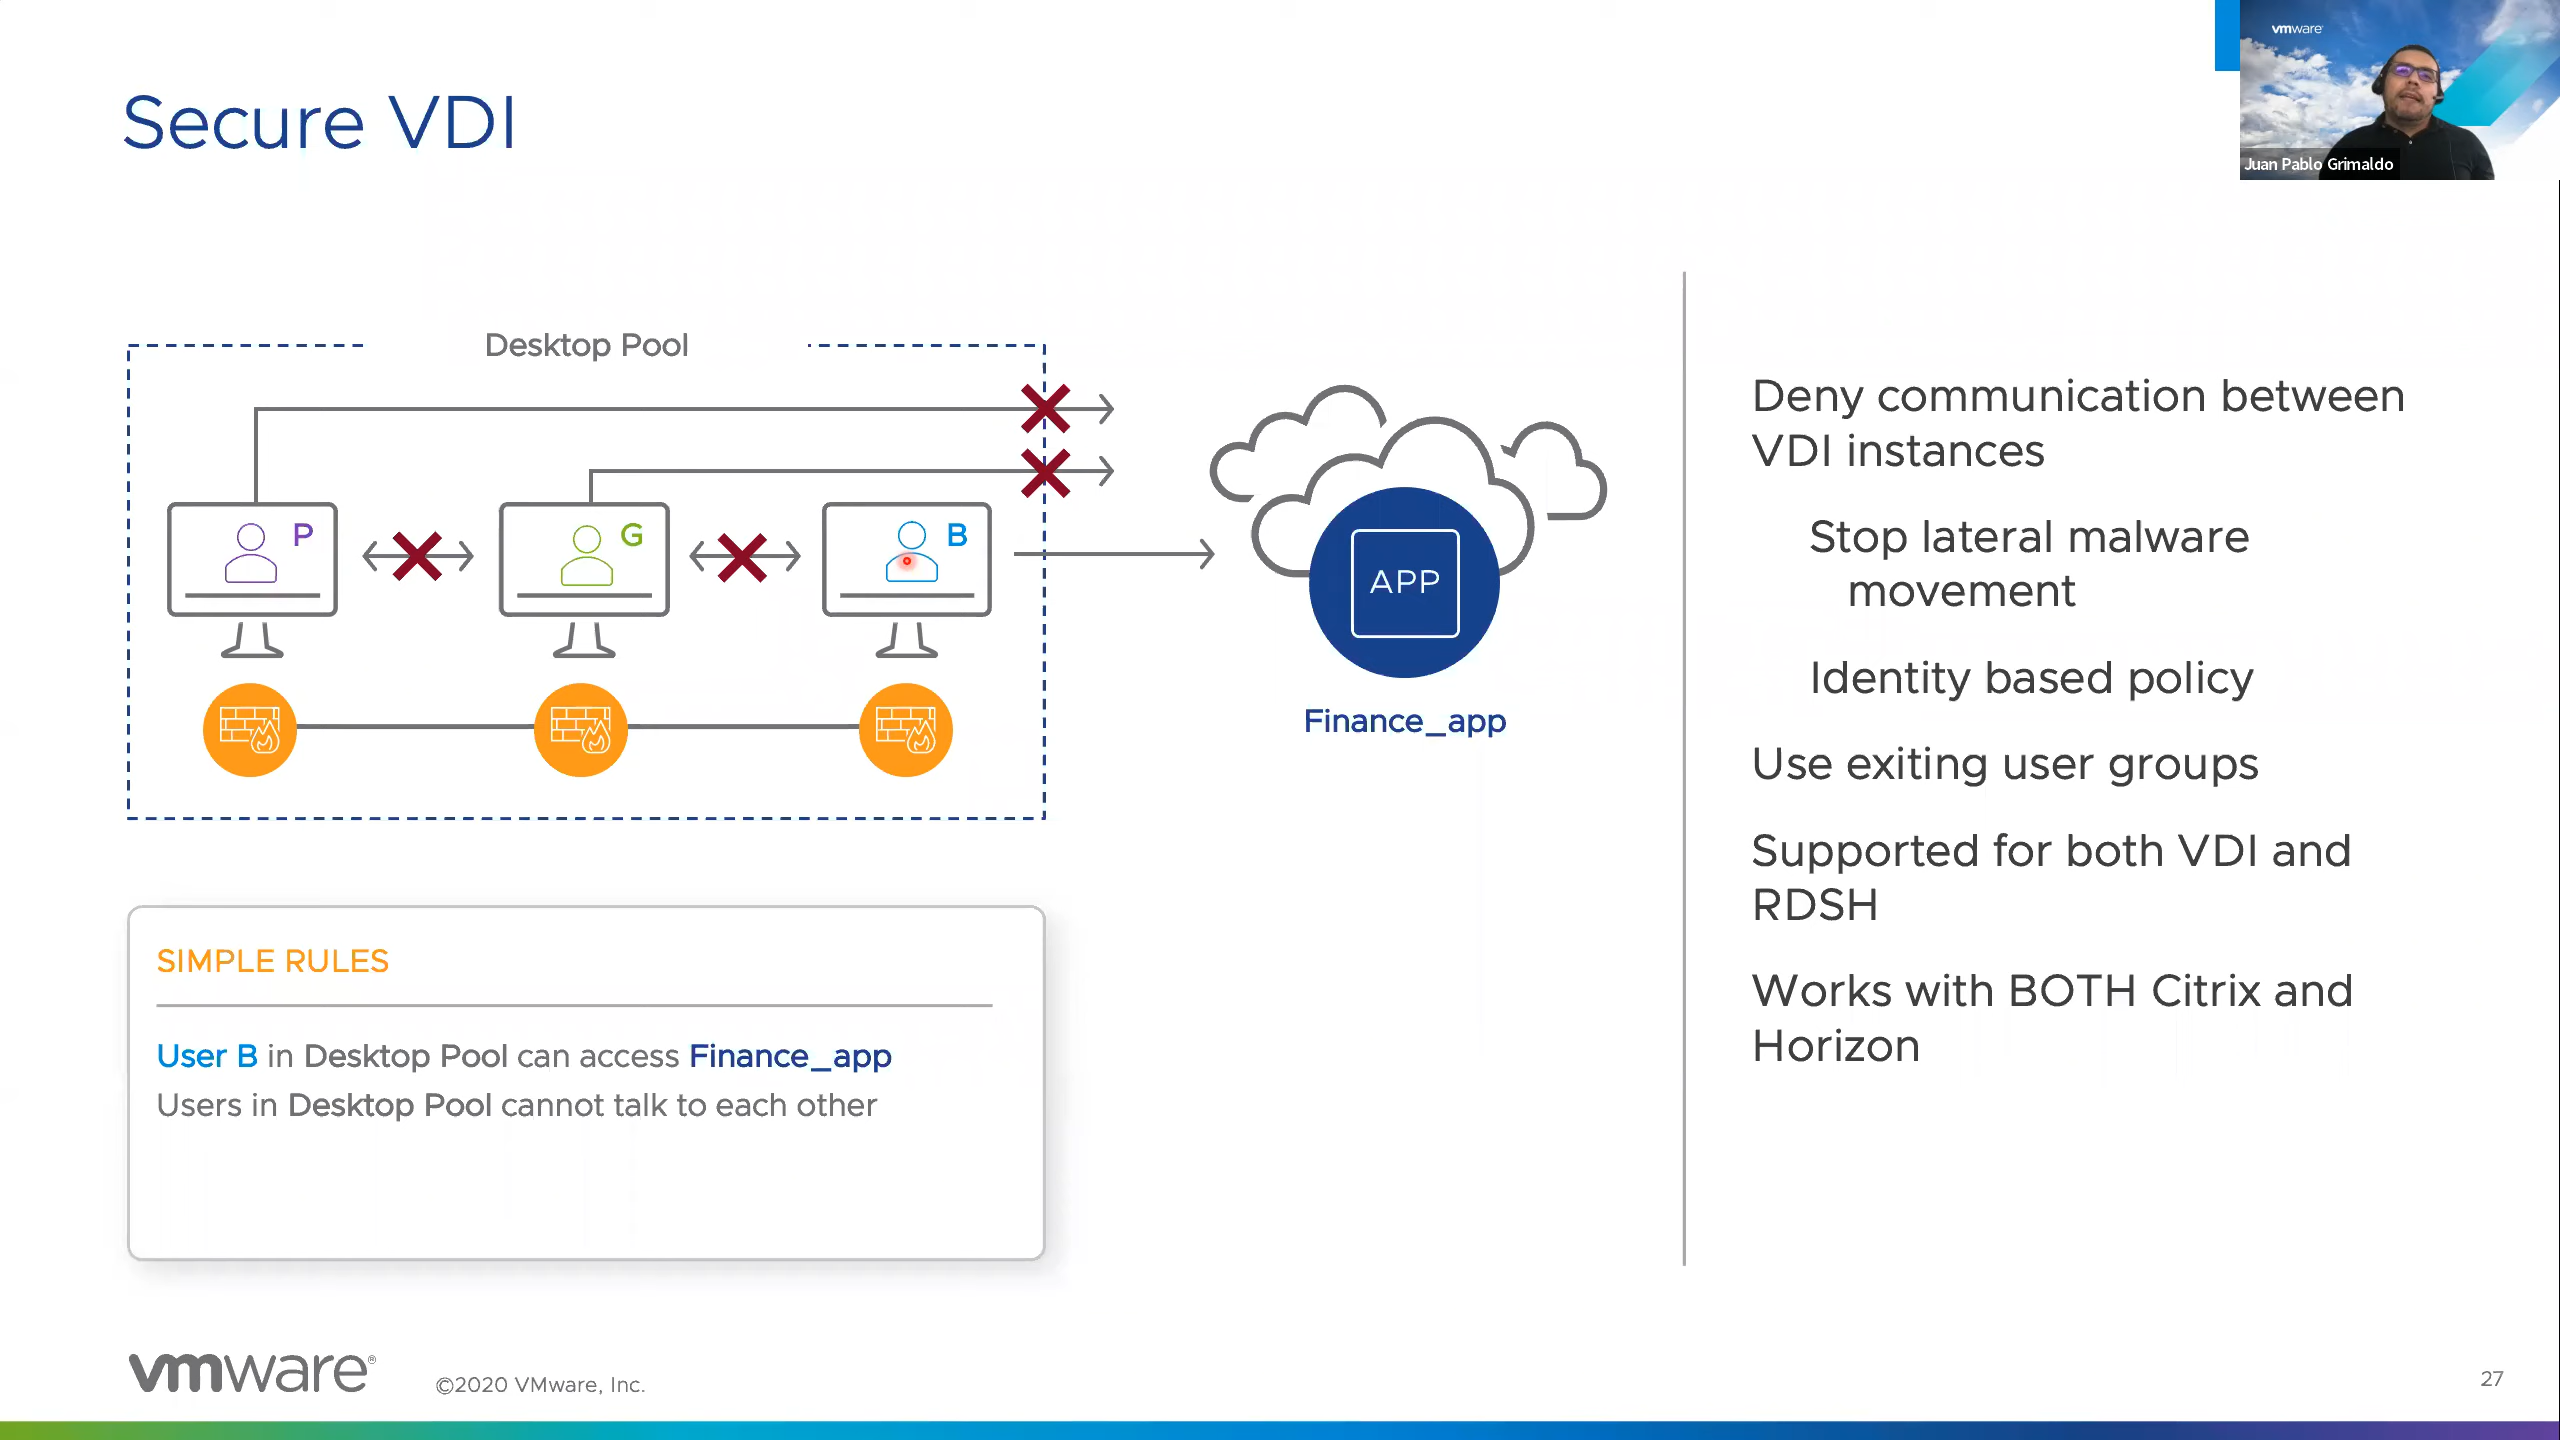 vmware
Juan Pablo Grimaldo
Secure VDI
Desktop Pool
P
G
B
APP
Finance_app
Deny communication between
VDI instances
Stop lateral malware
movement
Identity based policy
Use exiting user groups
Supported for both VDI and
RDSH
Works with BOTH Citrix and
Horizon
SIMPLE RULES
User B in Desktop Pool can access Finance_app
Users in Desktop Pool cannot talk to each other
vmware®
©2020 VMware, Inc.
27